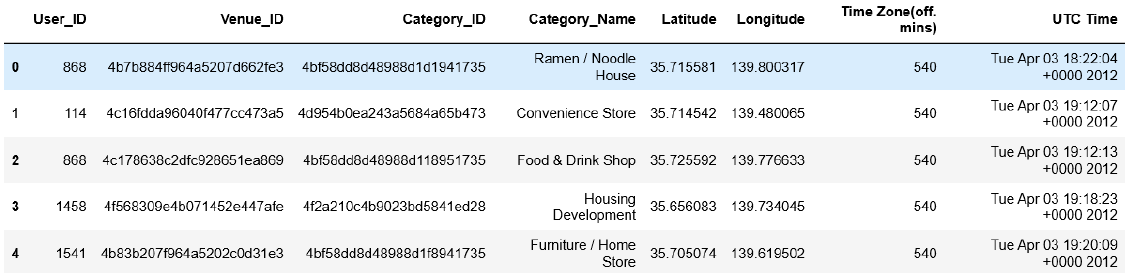 User_ID Venue_ID Category_ID Category_Name Latitude Longitude Time Zone(off. mins) UTC Time
0 868 4b7b884ff964a5207d662fe3 4bf58dd8d48988d1d1941735 Ramen / Noodle House 35.715581 139.800317 540 Tue Apr 03 18:22:04 +0000 2012
1 114 4c16fdda96040f477cc473a5 4d954b0ea243a5684a65b473 Convenience Store 35.714542 139.480065 540 Tue Apr 03 19:12:07 +0000 2012
2 868 4c178638c2dfc928651ea869 4bf58dd8d48988d118951735 Food & Drink Shop 35.725592 139.776633 540 Tue Apr 03 19:12:13 +0000 2012
3 1458 4f568309e4b071452e447afe 4f2a210c4b9023bd5841ed28 Housing Development 35.656083 139.734045 540 Tue Apr 03 19:18:23 +0000 2012
4 1541 4b83b207f964a5202c0d31e3 4bf58dd8d48988d1f8941735 Furniture / Home Store 35.705074 139.619502 540 Tue Apr 03 19:20:09 +0000 2012